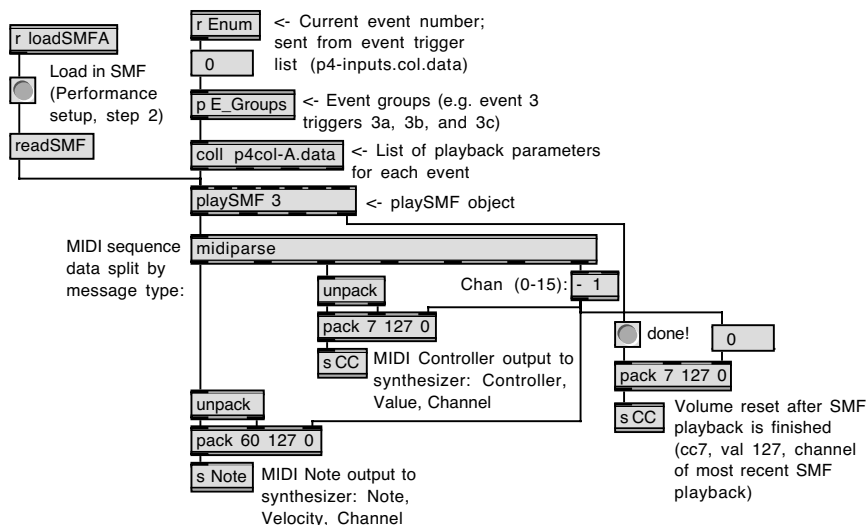 r loadSMFA
Load in SMF
(Performance
setup, step 2)
readSMF
r Enum
<- Current event number;
sent from event trigger
list (p4-inputs.col.data)
0
p E_Groups
<- Event groups (e.g. event 3
triggers 3a, 3b, and 3c)
coll p4col-A.data
<- List of playback parameters
for each event
playSMF 3
<- playSMF object
MIDI sequence
data split by
message type:
midiparse
unpack
Chan (0-15):
- 1
pack 7 127 0
s CC
MIDI Controller output to
synthesizer: Controller,
Value, Channel
done!
0
pack 7 127 0
s CC
Volume reset after SMF
playback is finished
(cc7, val 127, channel
of most recent SMF
playback)
unpack
pack 60 127 0
s Note
MIDI Note output to
synthesizer: Note,
Velocity, Channel